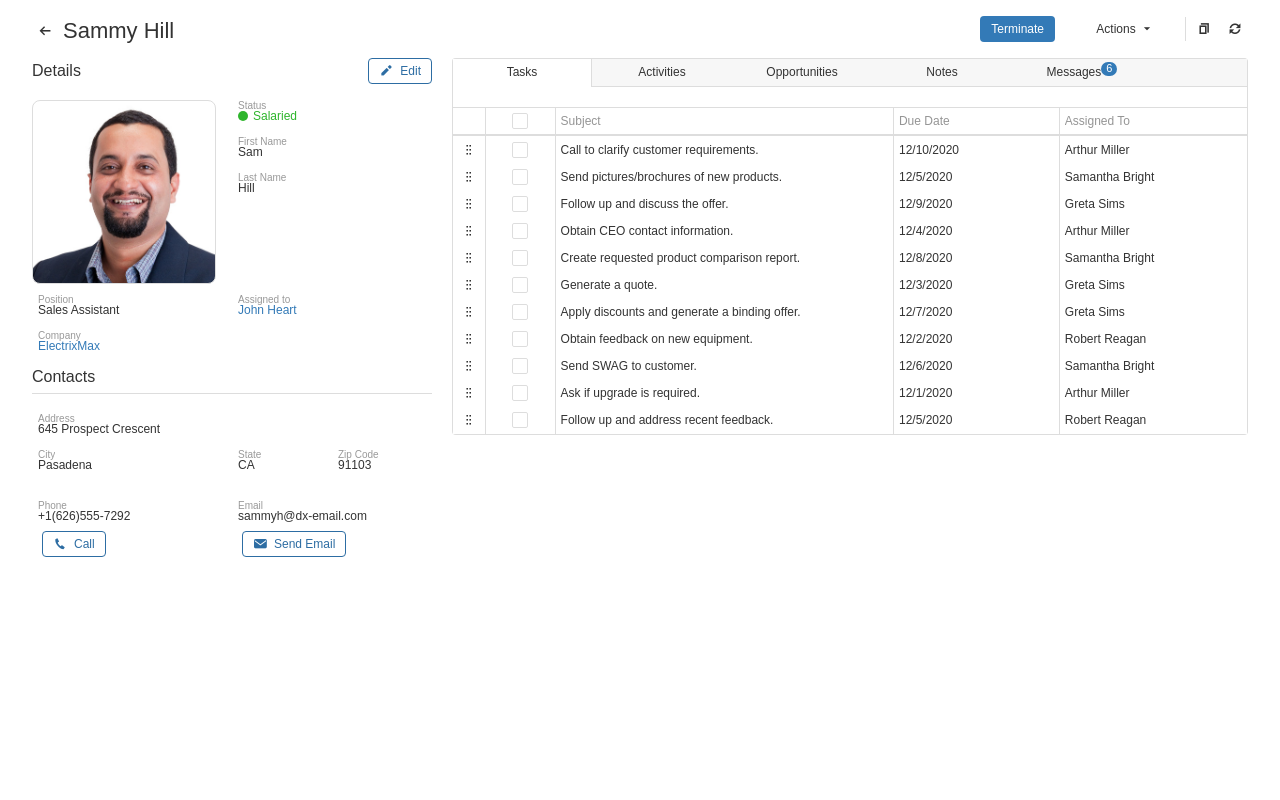 Sammy Hill
Terminate
Actions
Details
Edit
Status
Salaried
First Name
Sam
Last Name
Hill
Position
Sales Assistant
Assigned to
John Heart
Company
ElectrixMax
Contacts
Address
645 Prospect Crescent
City
Pasadena
State
CA
Zip Code
91103
Phone
+1(626)555-7292
Email
sammyh@dx-email.com
Call
Send Email
Tasks Activities Opportunities Notes Messages 6
Subject Due Date Assigned To
Call to clarify customer requirements. 12/10/2020 Arthur Miller
Send pictures/brochures of new products. 12/5/2020 Samantha Bright
Follow up and discuss the offer. 12/9/2020 Greta Sims
Obtain CEO contact information. 12/4/2020 Arthur Miller
Create requested product comparison report. 12/8/2020 Samantha Bright
Generate a quote. 12/3/2020 Greta Sims
Apply discounts and generate a binding offer. 12/7/2020 Greta Sims
Obtain feedback on new equipment. 12/2/2020 Robert Reagan
Send SWAG to customer. 12/6/2020 Samantha Bright
Ask if upgrade is required. 12/1/2020 Arthur Miller
Follow up and address recent feedback. 12/5/2020 Robert Reagan